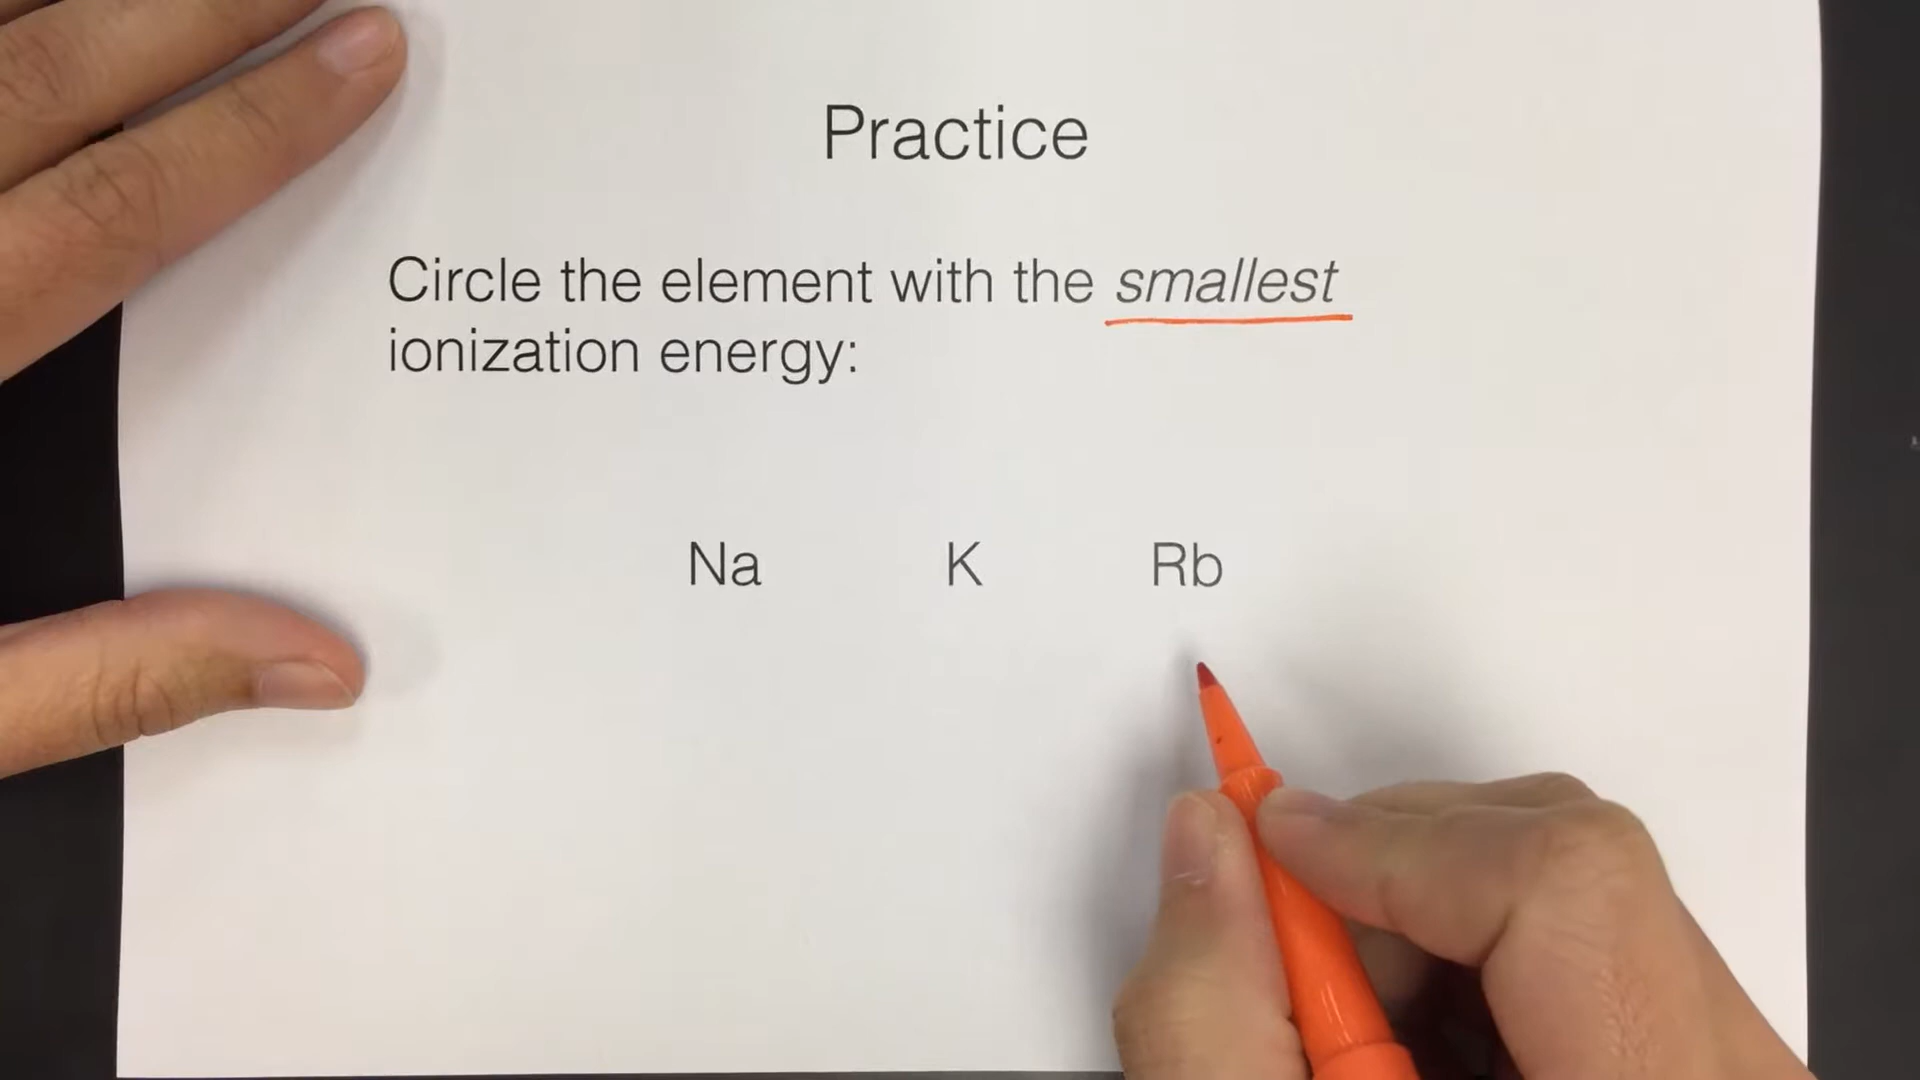 Practice
Circle the element with the smallest
ionization energy:
Na K Rb